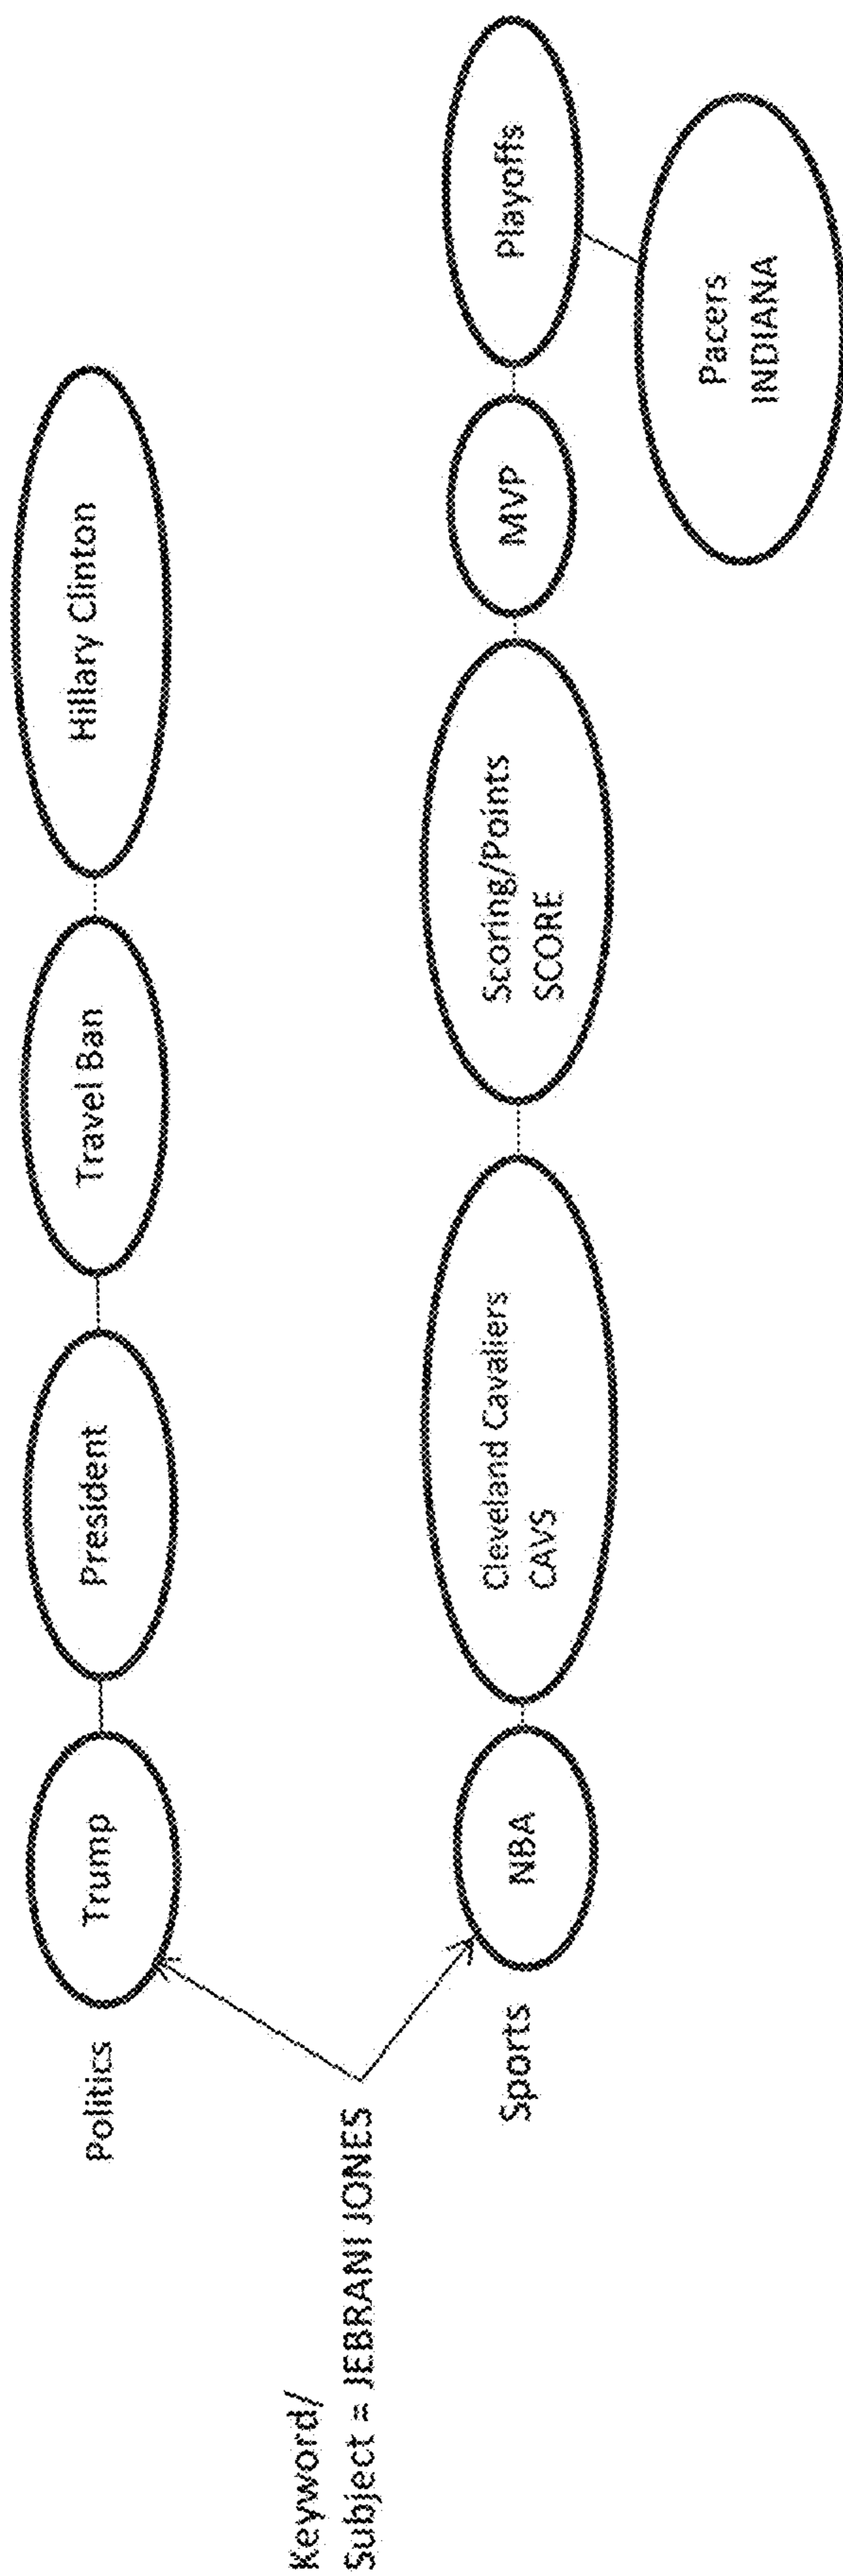 Politics
Trump
President
Travel Ban
Hillary Clinton
Keyword/
Subject = JEBRANI JONES
Sports
NBA
Cleveland Cavaliers
CAVS
Scoring/Points
SCORE
MVP
Playoffs
Pacers
INDIANA